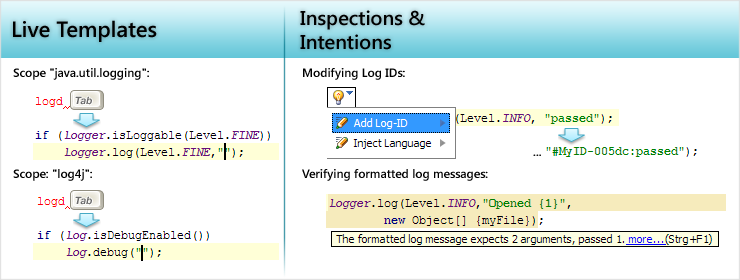 Live Templates
Scope "java.util.logging":
logd Tab
if (logger.isLoggable(Level.FINE))
logger.log(Level.FINE,"");
Scope: "log4j":
logd Tab
if (log.isDebugEnabled())
log.debug("");
Inspections &
Intentions
Modifying Log IDs:
(Level.INFO, "passed");
Add Log-ID
Inject Language
... "#MyID-005dc:passed");
Verifying formatted log messages:
logger.log(Level.INFO,"Opened {1}",
new Object[] {myFile});
The formatted log message expects 2 arguments, passed 1. more...(Strg+F1)